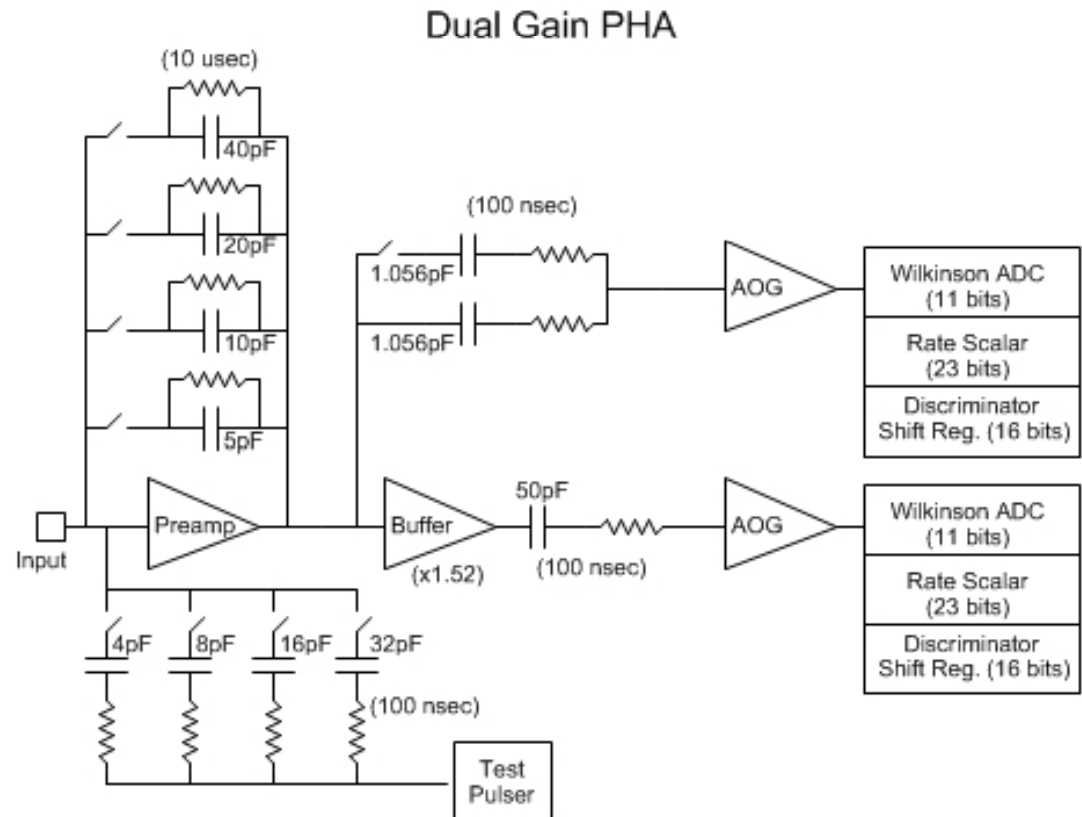 Dual Gain PHA
(10 usec)
40pF
20pF
10pF
5pF
(100 nsec)
1.056pF
1.056pF
AOG
Wilkinson ADC
(11 bits)
Rate Scalar
(23 bits)
Discriminator
Shift Reg. (16 bits)
Input
Preamp
Buffer
(x1.52)
50pF
(100 nsec)
AOG
Wilkinson ADC
(11 bits)
Rate Scalar
(23 bits)
Discriminator
Shift Reg. (16 bits)
4pF
8pF
16pF
32pF
(100 nsec)
Test
Pulser